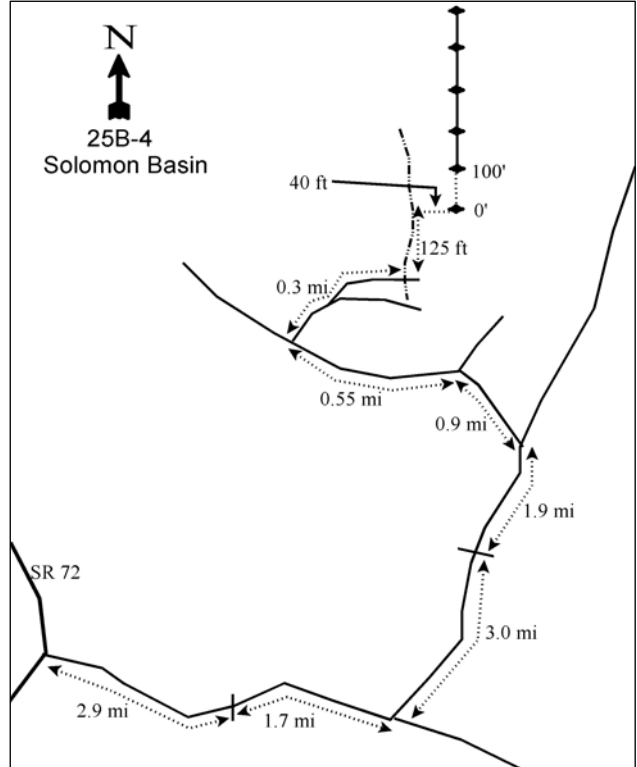 N
25B-4
Solomon Basin
100'
40 ft
0'
125 ft
0.3 mi
0.55 mi
0.9 mi
1.9 mi
SR 72
3.0 mi
2.9 mi
1.7 mi